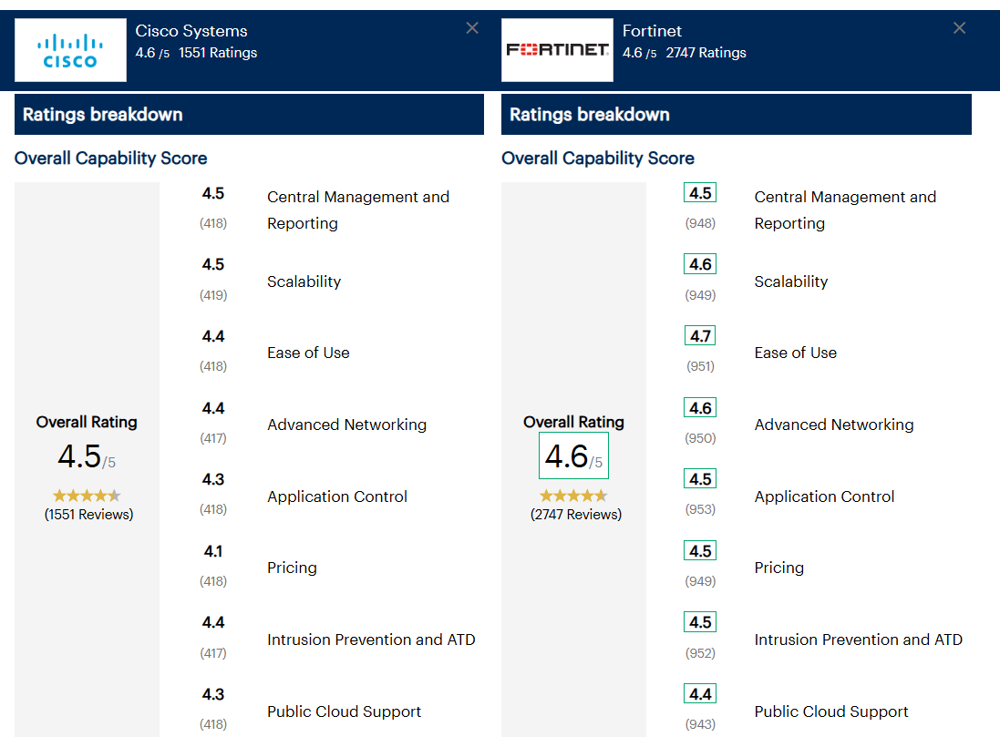 CISCO
Cisco Systems
4.6 /5 1551 Ratings
FORTINET
Fortinet
4.6 /5 2747 Ratings
Ratings breakdown
Overall Capability Score
Overall Rating
4.5/5
(1551 Reviews)
4.5
(418)
Central Management and
Reporting
4.5
(419)
Scalability
4.4
(418)
Ease of Use
4.4
(417)
Advanced Networking
4.3
(418)
Application Control
4.1
(418)
Pricing
4.4
(417)
Intrusion Prevention and ATD
4.3
(418)
Public Cloud Support
Ratings breakdown
Overall Capability Score
Overall Rating
4.6/5
(2747 Reviews)
4.5
(948)
Central Management and
Reporting
4.6
(949)
Scalability
4.7
(951)
Ease of Use
4.6
(950)
Advanced Networking
4.5
(953)
Application Control
4.5
(949)
Pricing
4.5
(952)
Intrusion Prevention and ATD
4.4
(943)
Public Cloud Support